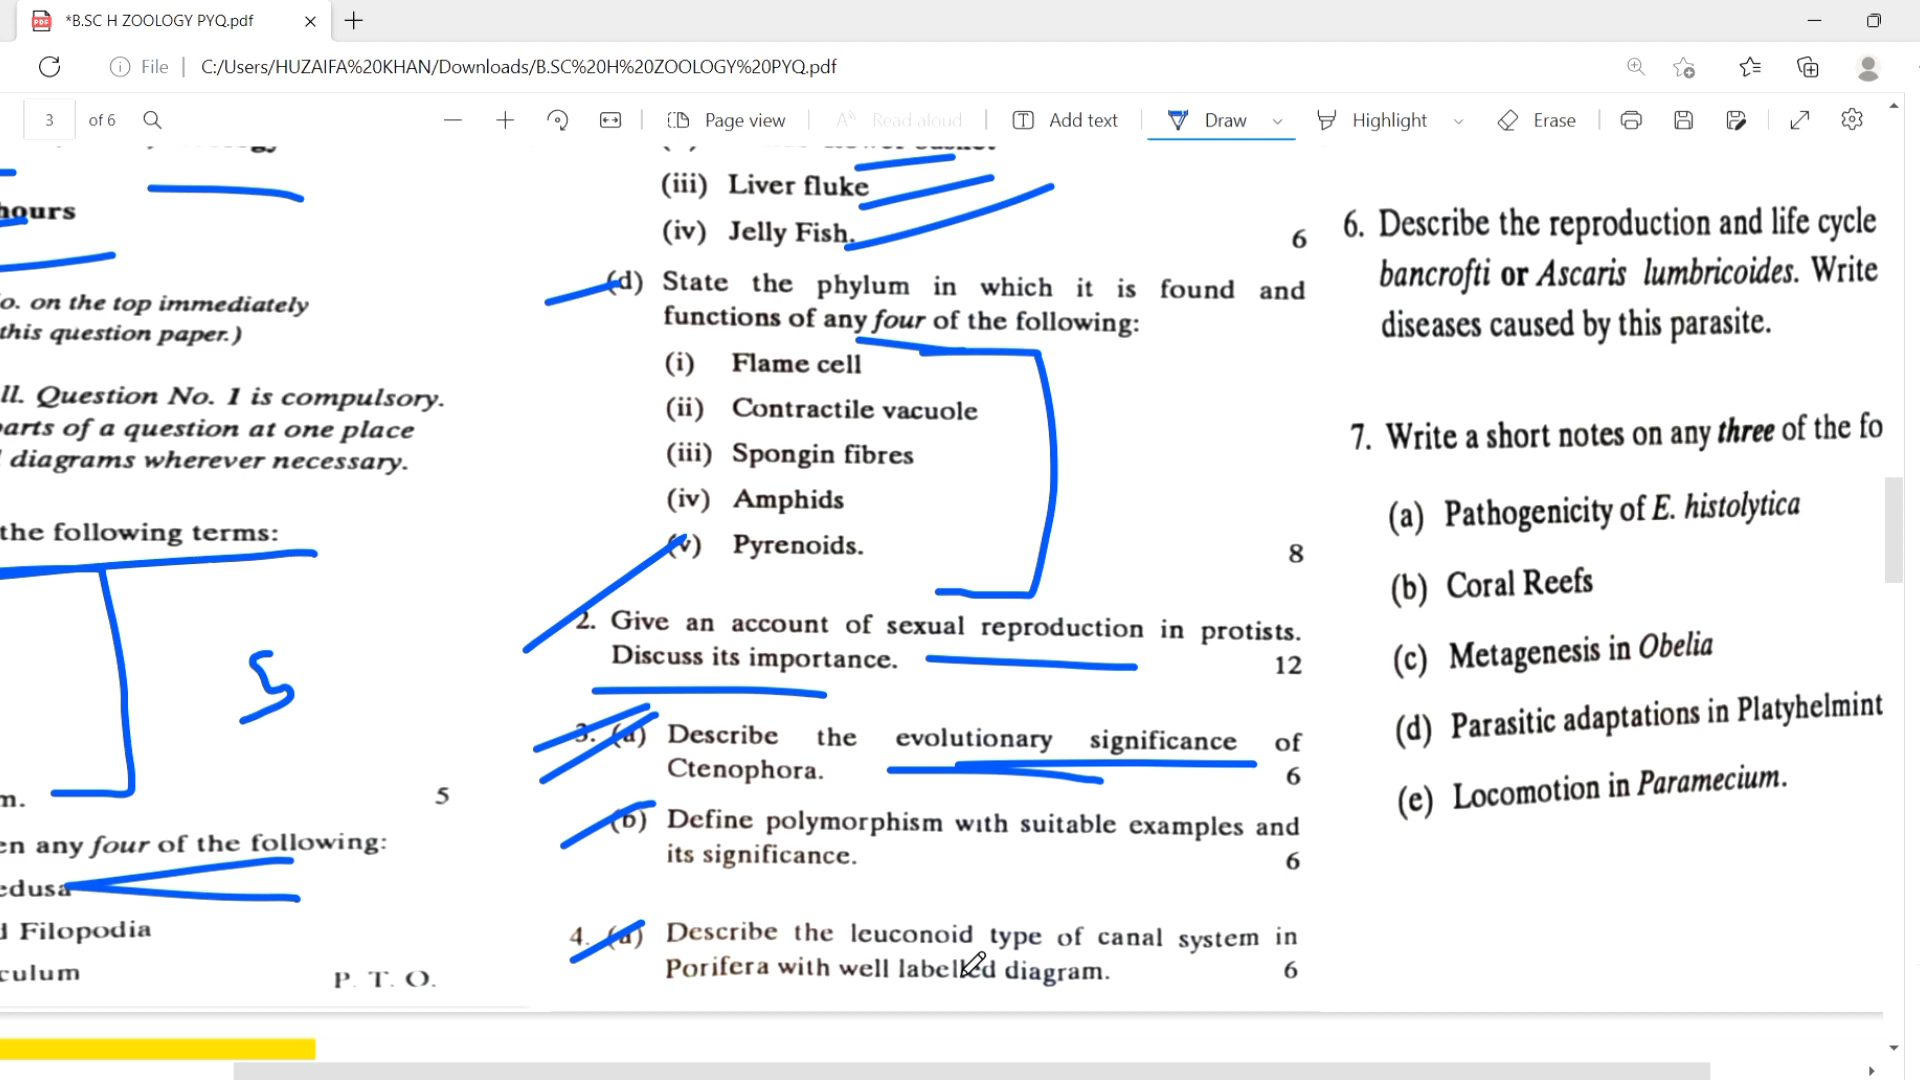 *B.SC H ZOOLOGY PYQ.pdf
File
C:/Users/HUZAIFA%20KHAN/Downloads/B.SC%20H%20ZOOLOGY%20PYQ.pdf
3 of 6
Page view
Read aloud
Add text
Draw
Highlight
Erase
hours
o. on the top immediately
this question paper.)
ll. Question No. 1 is compulsory.
parts of a question at one place
diagrams wherever necessary.
the following terms:
5
m. 5
en any four of the following:
edusa
d Filopodia
culum
P. T. O.
(iii) Liver fluke
(iv) Jelly Fish. 6
(d) State the phylum in which it is found and
functions of any four of the following:
(i) Flame cell
(ii) Contractile vacuole
(iii) Spongin fibres
(iv) Amphids
(v) Pyrenoids. 8
2. Give an account of sexual reproduction in protists.
Discuss its importance. 12
3. (a) Describe the evolutionary significance of
Ctenophora. 6
(b) Define polymorphism with suitable examples and
its significance. 6
4. (a) Describe the leuconoid type of canal system in
Porifera with well labelled diagram. 6
6. Describe the reproduction and life cycle
bancrofti or Ascaris lumbricoides. Write
diseases caused by this parasite.
7. Write a short notes on any three of the fo
(a) Pathogenicity of E. histolytica
(b) Coral Reefs
(c) Metagenesis in Obelia
(d) Parasitic adaptations in Platyhelmint
(e) Locomotion in Paramecium.